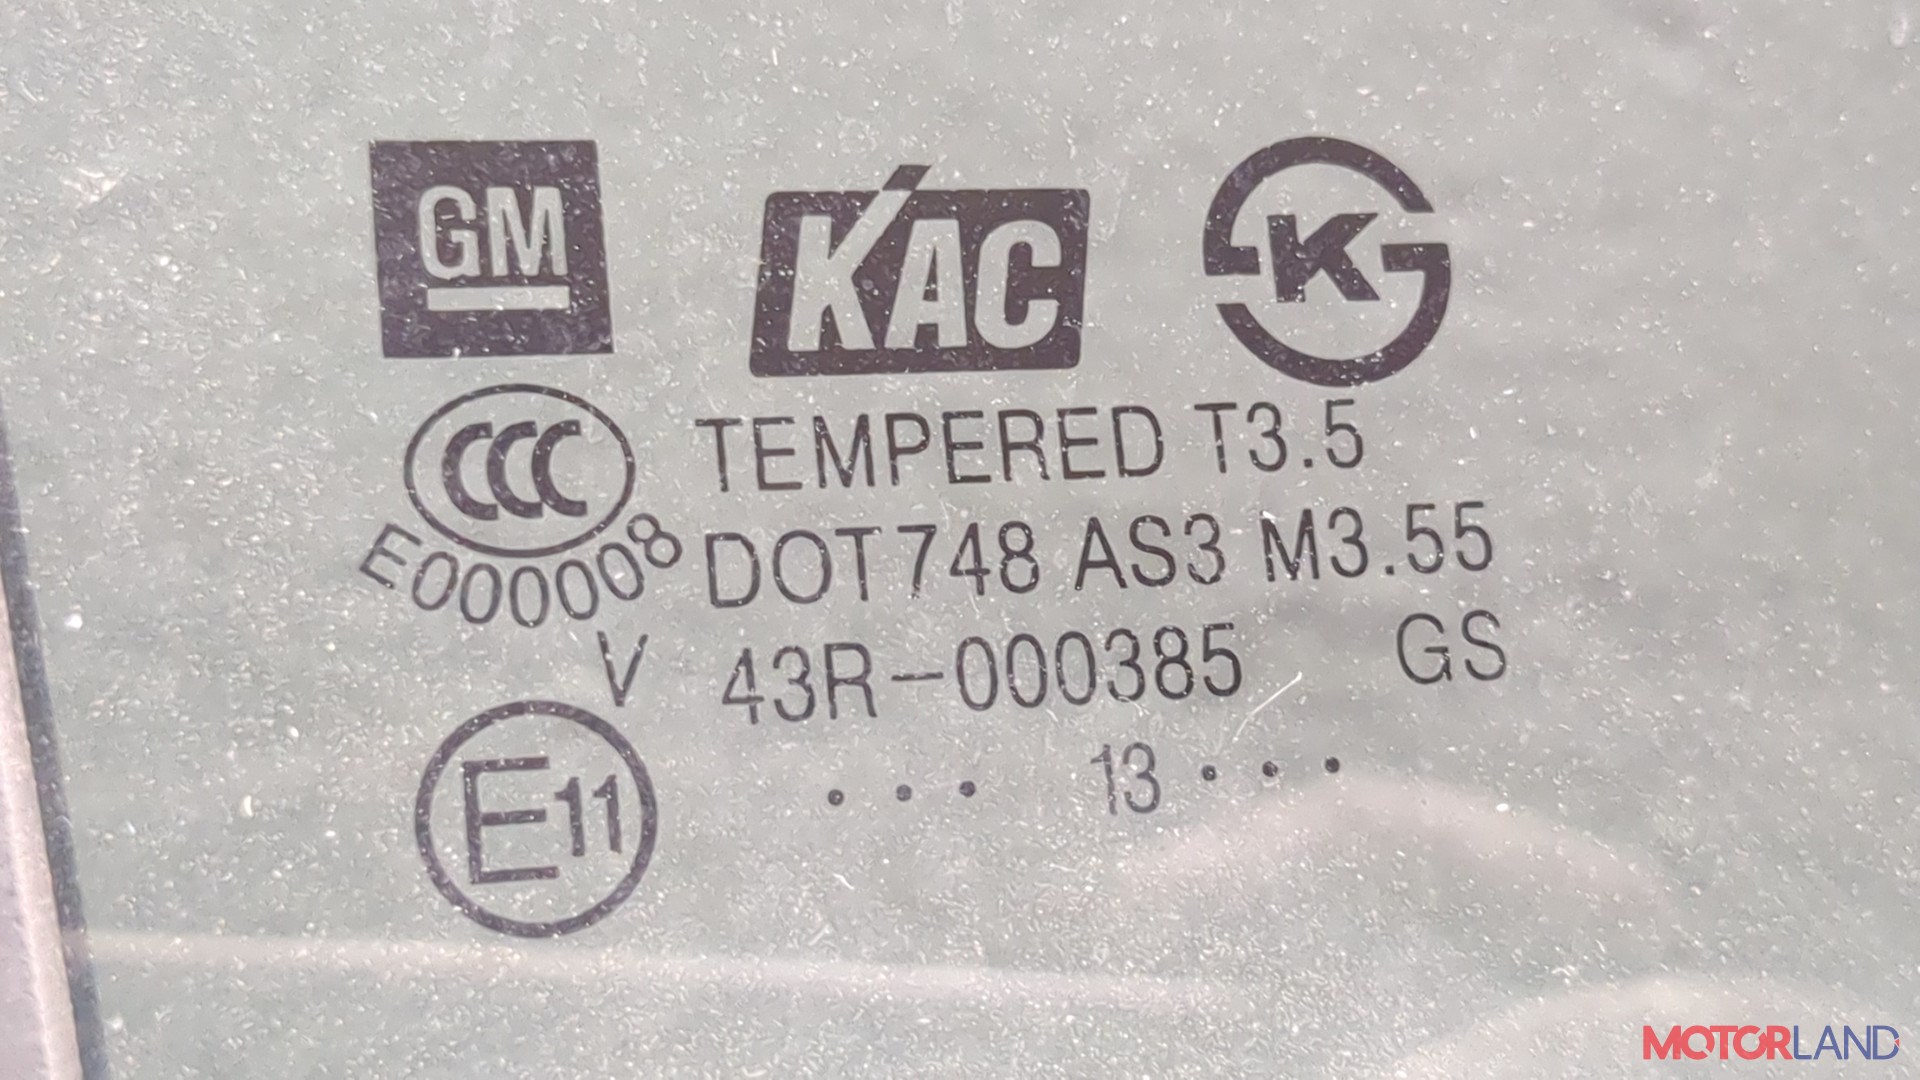 GM KAC K
CCC TEMPERED T3.5
E000008 DOT748 AS3 M3.55
V 43R-000385 GS
E11 ... 13 ...
MOTORLAND